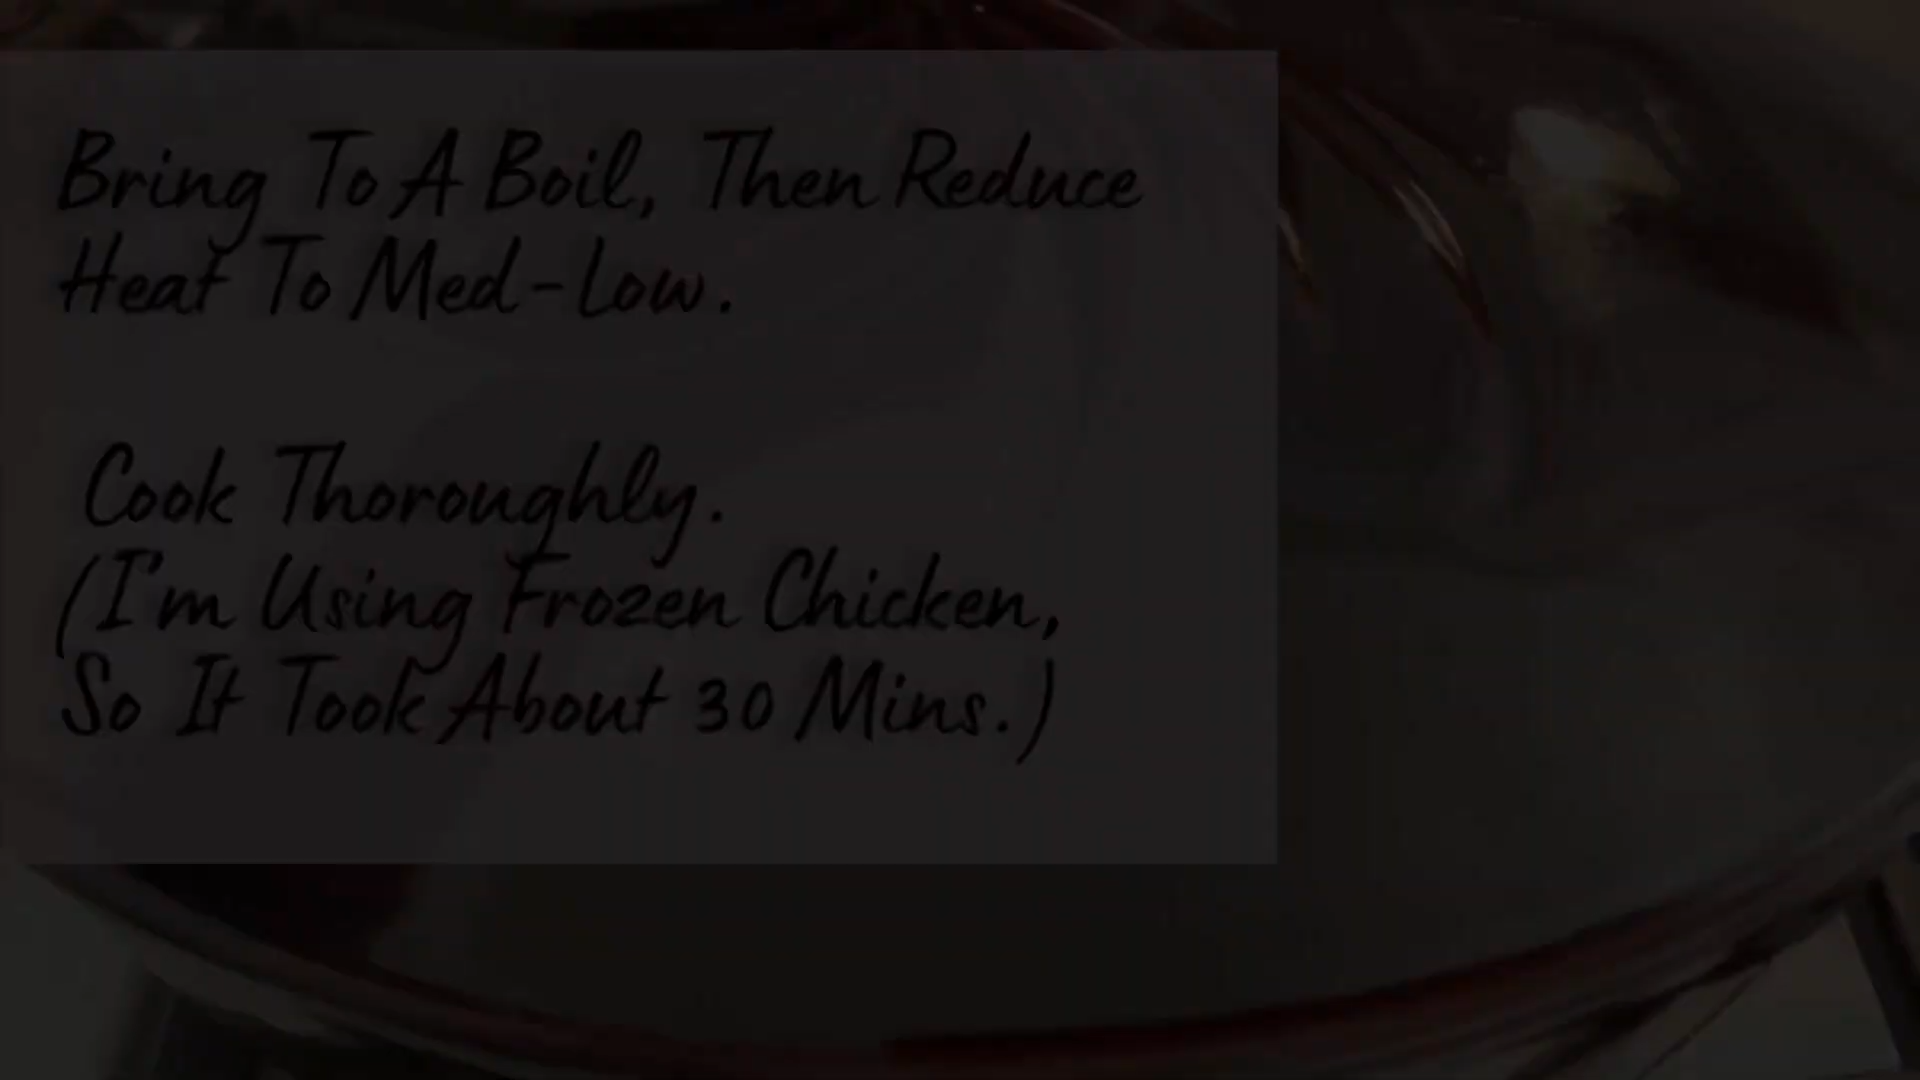 Bring To A Boil, Then Reduce
Heat To Med-Low.
Cook Thoroughly.
(I'm Using Frozen Chicken,
So It Took About 30 Mins.)